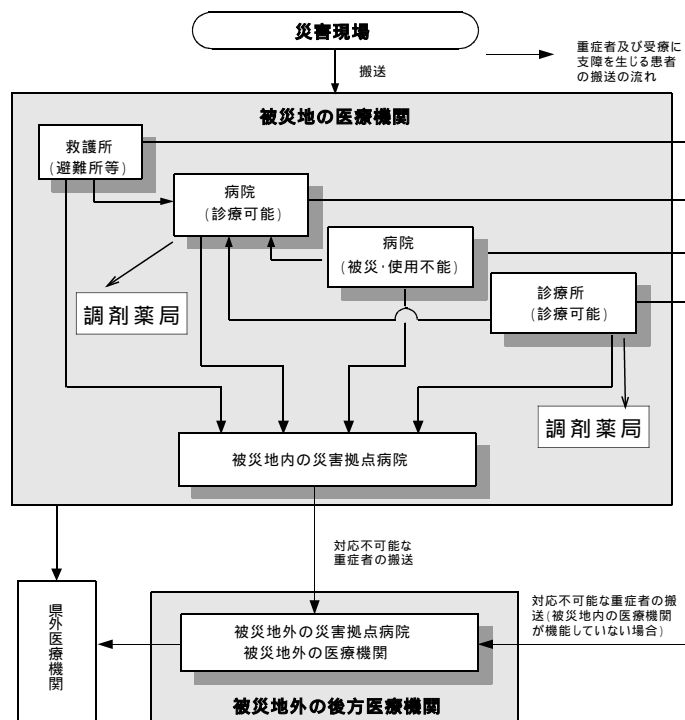 災害現場
重症者及び受療に
支障を生じる患者
の搬送の流れ
搬送
被災地の医療機関
救護所
(避難所等)
病院
(診療可能)
病院
(被災・使用不能)
診療所
(診療可能)
調剤薬局
調剤薬局
被災地内の災害拠点病院
対応不可能な
重症者の搬送
県外医療機関
被災地外の災害拠点病院
被災地外の医療機関
対応不可能な重症者の搬
送(被災地内の医療機関
が機能していない場合)
被災地外の後方医療機関